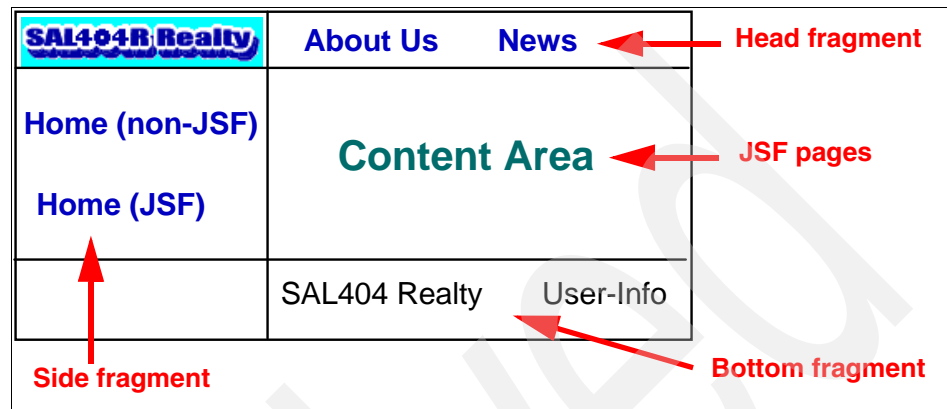 SAL404R Realty
About Us News
Head fragment
Home (non-JSF)
Content Area
JSF pages
Home (JSF)
SAL404 Realty User-Info
Side fragment
Bottom fragment